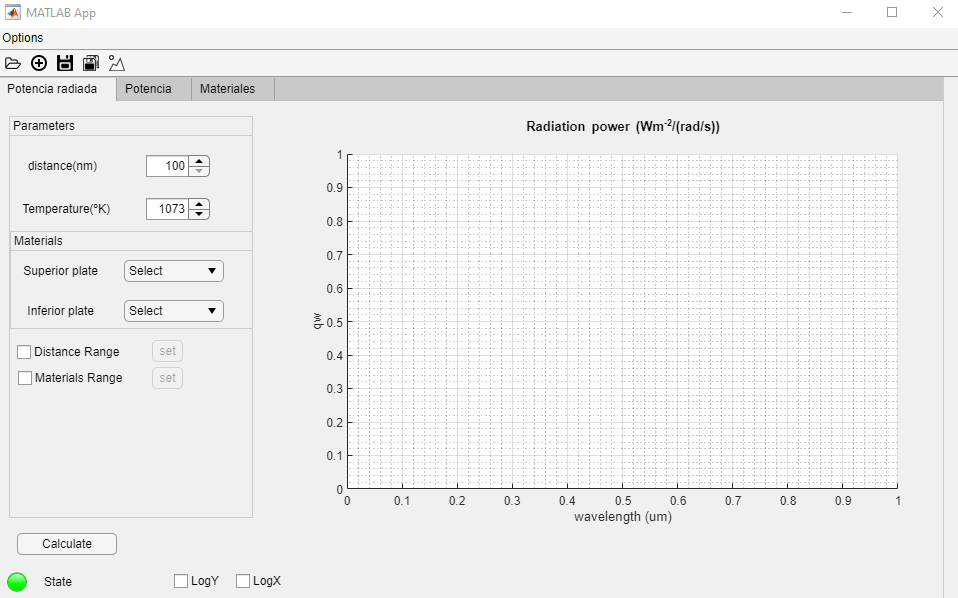 MATLAB App
Options
Potencia radiada Potencia Materiales
Parameters
distance(nm) 100
Temperature(ºK) 1073
Materials
Superior plate Select
Inferior plate Select
Distance Range set
Materials Range set
Calculate
State LogY LogX
Radiation power (Wm-2/(rad/s))
1
0.9
0.8
0.7
0.6
0.5
0.4
0.3
0.2
0.1
0
qw
0 0.1 0.2 0.3 0.4 0.5 0.6 0.7 0.8 0.9 1
wavelength (um)